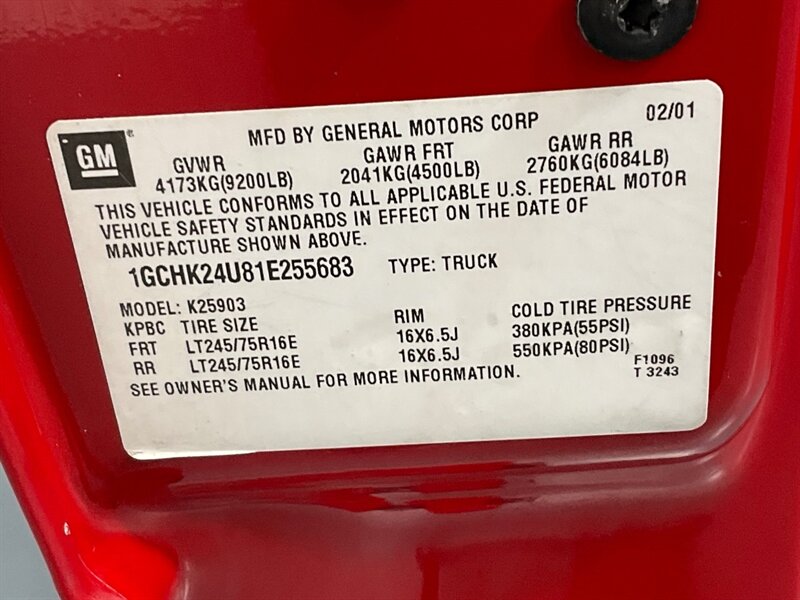 GM
MFD BY GENERAL MOTORS CORP 02/01
GVWR GAWR FRT GAWR RR
4173KG(9200LB) 2041KG(4500LB) 2760KG(6084LB)
THIS VEHICLE CONFORMS TO ALL APPLICABLE U.S. FEDERAL MOTOR
VEHICLE SAFETY STANDARDS IN EFFECT ON THE DATE OF
MANUFACTURE SHOWN ABOVE.
1GCHK24U81E255683 TYPE: TRUCK
MODEL: K25903
KPBC TIRE SIZE RIM COLD TIRE PRESSURE
FRT LT245/75R16E 16X6.5J 380KPA(55PSI)
RR LT245/75R16E 16X6.5J 550KPA(80PSI)
SEE OWNER'S MANUAL FOR MORE INFORMATION.
F1096
T 3243